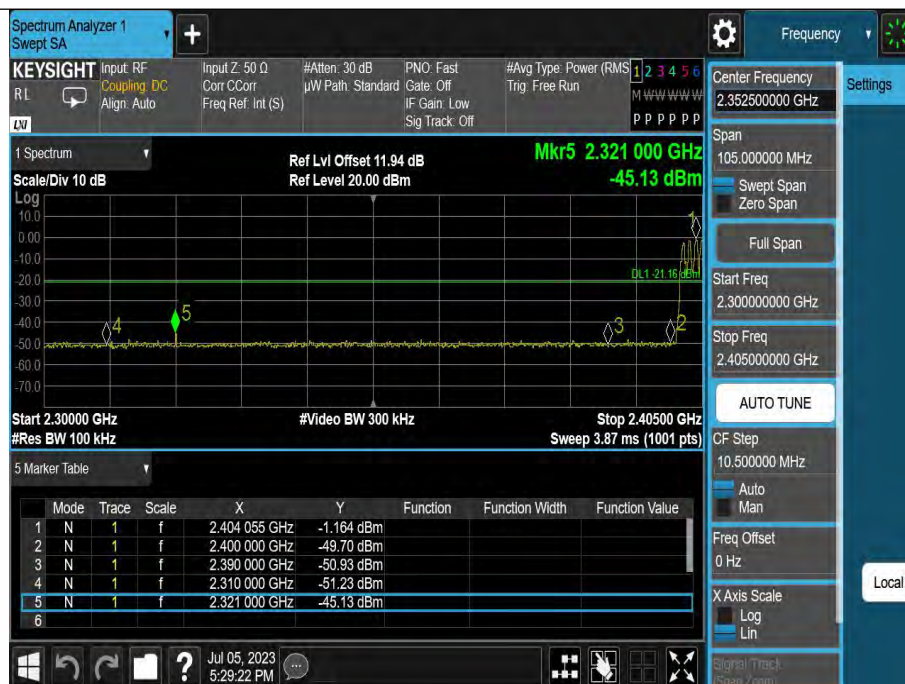 Spectrum Analyzer 1
Swept SA
+
Frequency
KEYSIGHT
RL
LXI
Input: RF
Coupling: DC
Align: Auto
Input Z: 50 Ω
Corr CCorr
Freq Ref: Int (S)
#Atten: 30 dB
µW Path: Standard
PNO: Fast
Gate: Off
IF Gain: Low
Sig Track: Off
#Avg Type: Power (RMS
Trig: Free Run
1 2 3 4 5 6
M W W W W W
P P P P P P
1 Spectrum
Scale/Div 10 dB
Ref Lvl Offset 11.94 dB
Ref Level 20.00 dBm
Mkr5 2.321 000 GHz
-45.13 dBm
Log
10.0
0.00
-10.0
-20.0
-30.0
-40.0
-50.0
-60.0
-70.0
1
DL1 -21.16 dBm
4
5
3
2
Start 2.30000 GHz
#Res BW 100 kHz
#Video BW 300 kHz
Stop 2.40500 GHz
Sweep 3.87 ms (1001 pts)
5 Marker Table
Mode Trace Scale X Y Function Function Width Function Value
1 N 1 f 2.404 055 GHz -1.164 dBm
2 N 1 f 2.400 000 GHz -49.70 dBm
3 N 1 f 2.390 000 GHz -50.93 dBm
4 N 1 f 2.310 000 GHz -51.23 dBm
5 N 1 f 2.321 000 GHz -45.13 dBm
6
?
Jul 05, 2023
5:29:22 PM
Center Frequency
2.352500000 GHz
Settings
Span
105.000000 MHz
Swept Span
Zero Span
Full Span
Start Freq
2.300000000 GHz
Stop Freq
2.405000000 GHz
AUTO TUNE
CF Step
10.500000 MHz
Auto
Man
Freq Offset
0 Hz
Local
X Axis Scale
Log
Lin
Signal Track
(Span Zoom)